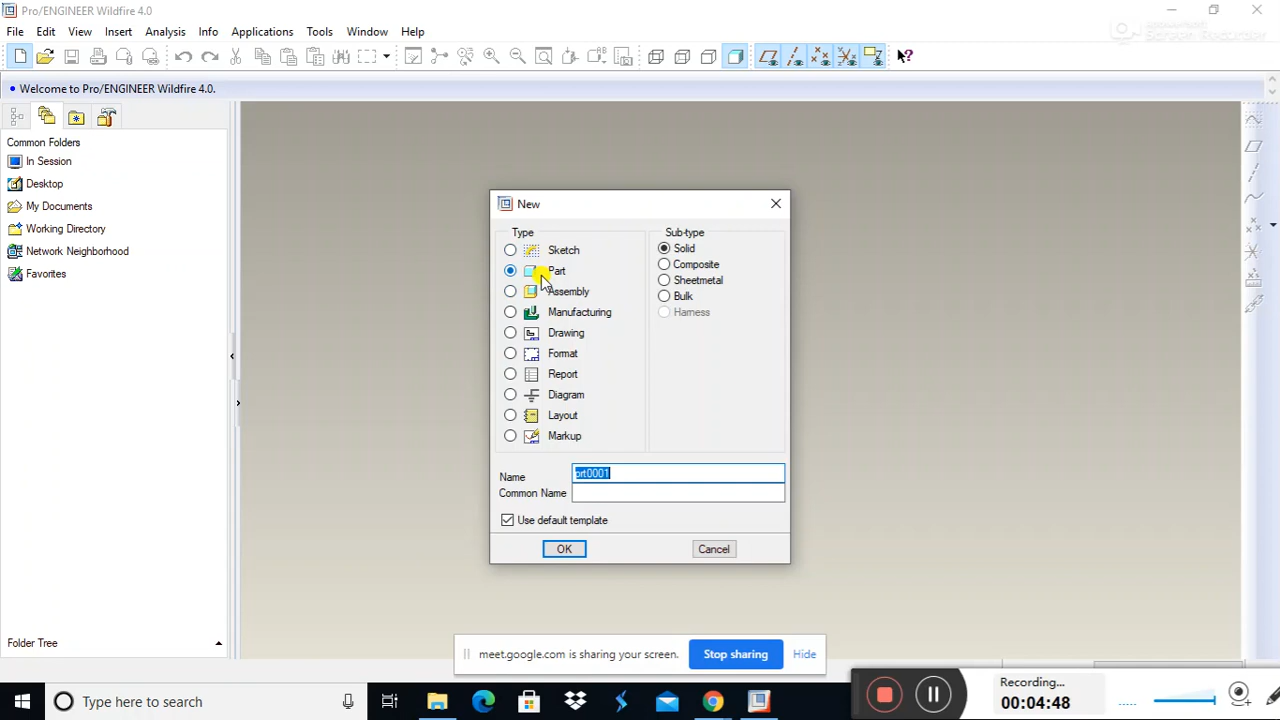 Pro/ENGINEER Wildfire 4.0
File Edit View Insert Analysis Info Applications Tools Window Help
Welcome to Pro/ENGINEER Wildfire 4.0.
Common Folders
In Session
Desktop
My Documents
Working Directory
Network Neighborhood
Favorites
Folder Tree
New
Type
Sketch
Part
Assembly
Manufacturing
Drawing
Format
Report
Diagram
Layout
Markup
Sub-type
Solid
Composite
Sheetmetal
Bulk
Harness
Name prt0001
Common Name
Use default template
OK Cancel
meet.google.com is sharing your screen. Stop sharing Hide
Type here to search
Recording...
00:04:48